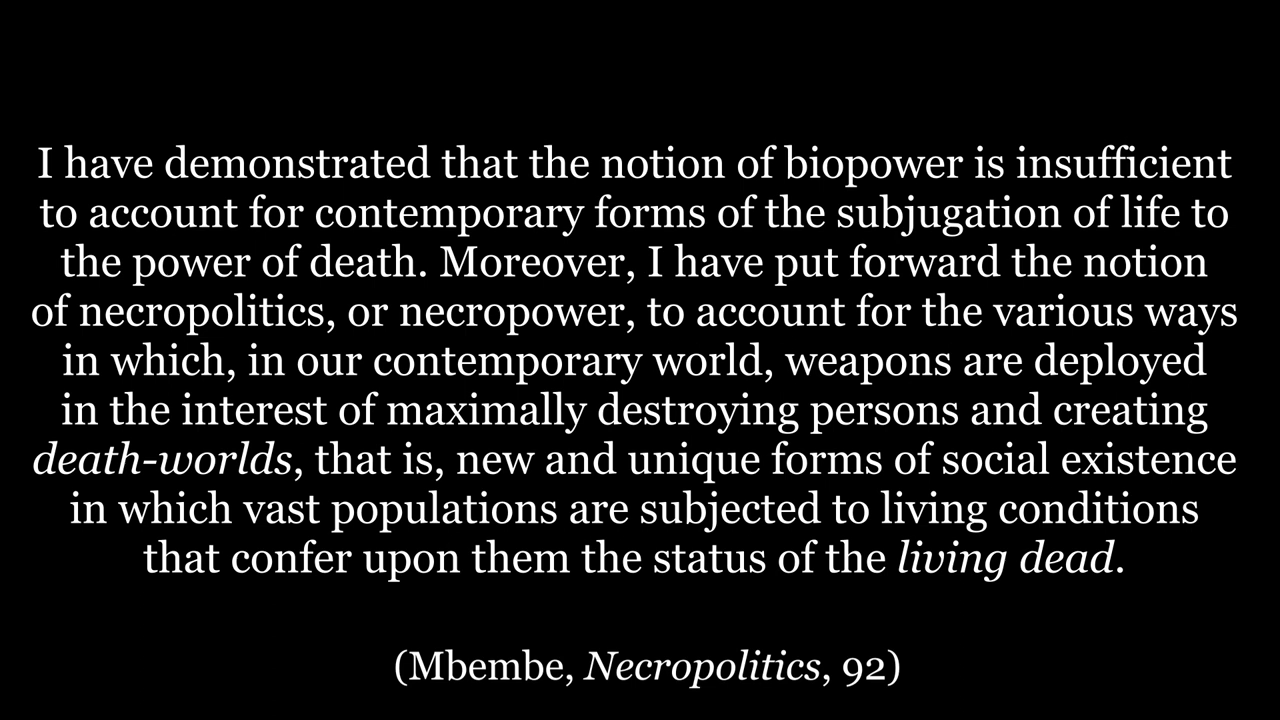 I have demonstrated that the notion of biopower is insufficient
to account for contemporary forms of the subjugation of life to
the power of death. Moreover, I have put forward the notion
of necropolitics, or necropower, to account for the various ways
in which, in our contemporary world, weapons are deployed
in the interest of maximally destroying persons and creating
death-worlds, that is, new and unique forms of social existence
in which vast populations are subjected to living conditions
that confer upon them the status of the living dead.
(Mbembe, Necropolitics, 92)